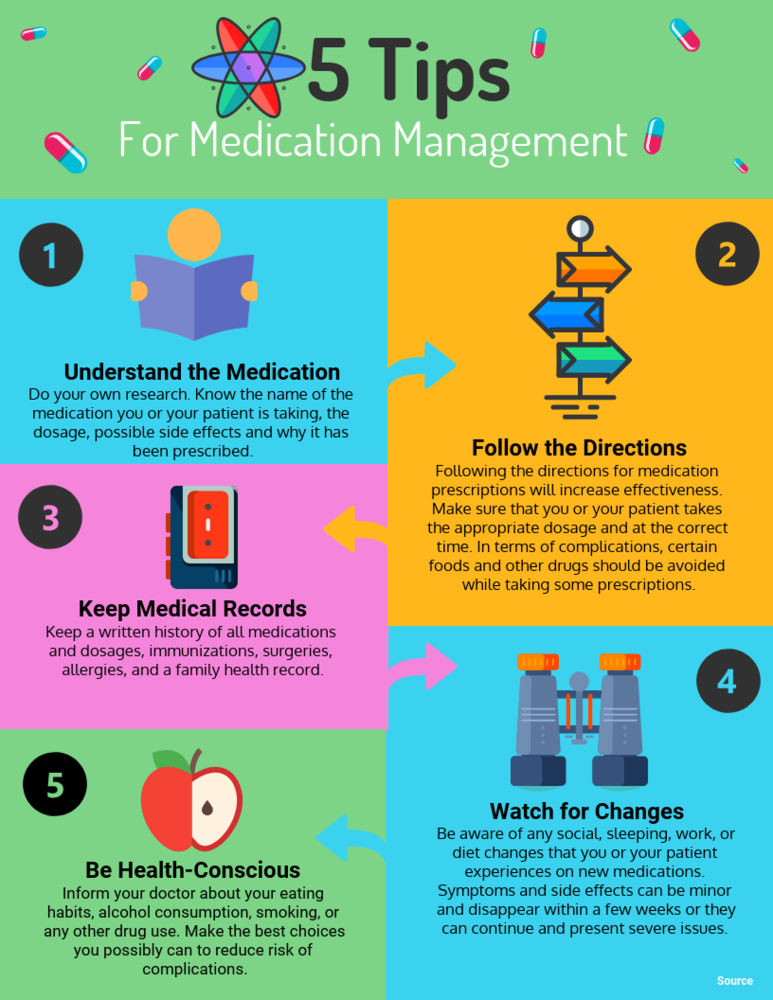 5 Tips
For Medication Management
1
Understand the Medication
Do your own research. Know the name of the
medication you or your patient is taking, the
dosage, possible side effects and why it has
been prescribed.
2
Follow the Directions
Following the directions for medication
prescriptions will increase effectiveness.
Make sure that you or your patient takes
the appropriate dosage and at the correct
time. In terms of complications, certain
foods and other drugs should be avoided
while taking some prescriptions.
3
Keep Medical Records
Keep a written history of all medications
and dosages, immunizations, surgeries,
allergies, and a family health record.
4
Watch for Changes
Be aware of any social, sleeping, work, or
diet changes that you or your patient
experiences on new medications.
Symptoms and side effects can be minor
and disappear within a few weeks or they
can continue and present severe issues.
5
Be Health-Conscious
Inform your doctor about your eating
habits, alcohol consumption, smoking, or
any other drug use. Make the best choices
you possibly can to reduce risk of
complications.
Source